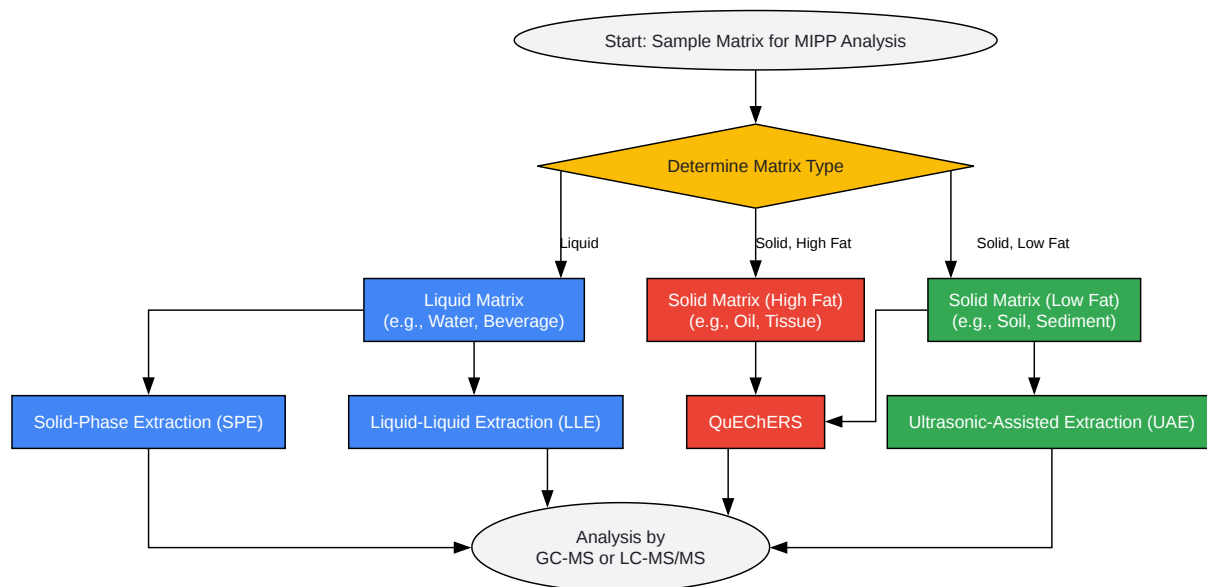 Start: Sample Matrix for MIPP Analysis
Determine Matrix Type
Liquid
Solid, High Fat
Solid, Low Fat
Liquid Matrix
(e.g., Water, Beverage)
Solid Matrix (High Fat)
(e.g., Oil, Tissue)
Solid Matrix (Low Fat)
(e.g., Soil, Sediment)
Solid-Phase Extraction (SPE)
Liquid-Liquid Extraction (LLE)
QuEChERS
Ultrasonic-Assisted Extraction (UAE)
Analysis by
GC-MS or LC-MS/MS